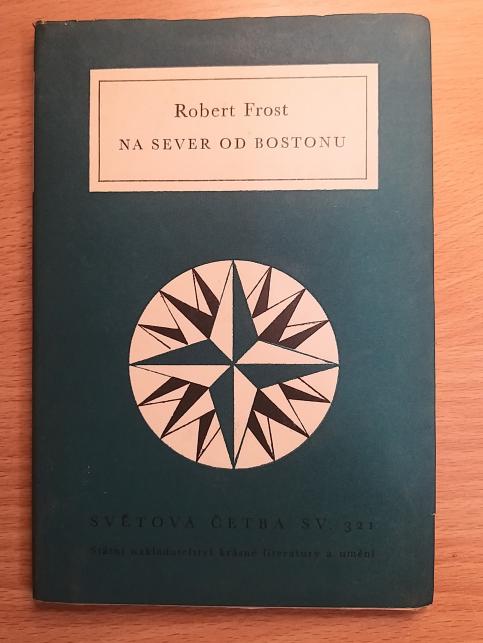 Robert Frost
NA SEVER OD BOSTONU
SVĚTOVÁ ČETBA SV. 321
Státní nakladatelství krásné literatury a umění